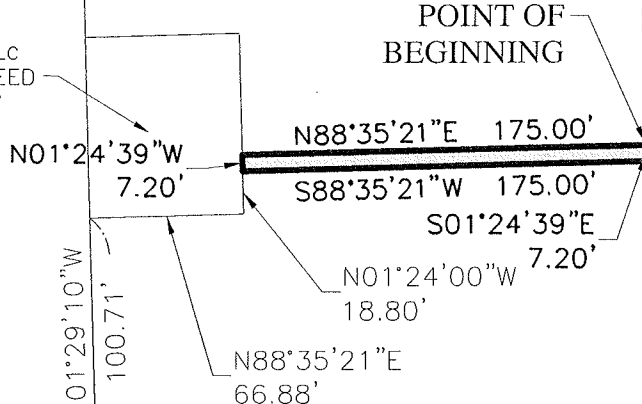 POINT OF
BEGINNING
LC
EED
N01°24'39"W
7.20'
N88°35'21"E 175.00'
S88°35'21"W 175.00'
S01°24'39"E
7.20'
N01°24'00"W
18.80'
N88°35'21"E
66.88'
01°29'10"W
100.71'